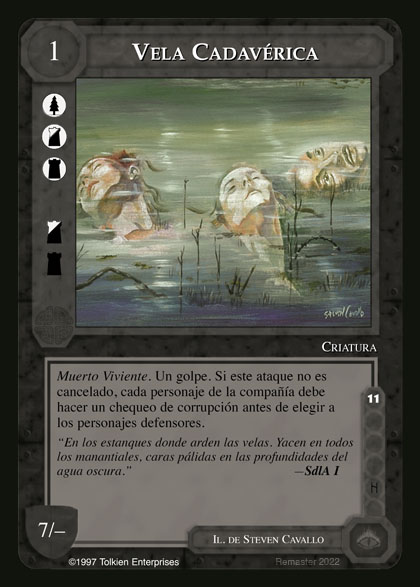 1
VELA CADAVÉRICA
Steven Cavallo
CRIATURA
Muerto Viviente. Un golpe. Si este ataque no es
cancelado, cada personaje de la compañía debe
hacer un chequeo de corrupción antes de elegir a
los personajes defensores.
11
“En los estanques donde arden las velas. Yacen en todos
los manantiales, caras pálidas en las profundidades del
agua oscura.” —SdlA I
H
7/–
IL. DE STEVEN CAVALLO
©1997 Tolkien Enterprises
Remaster 2022